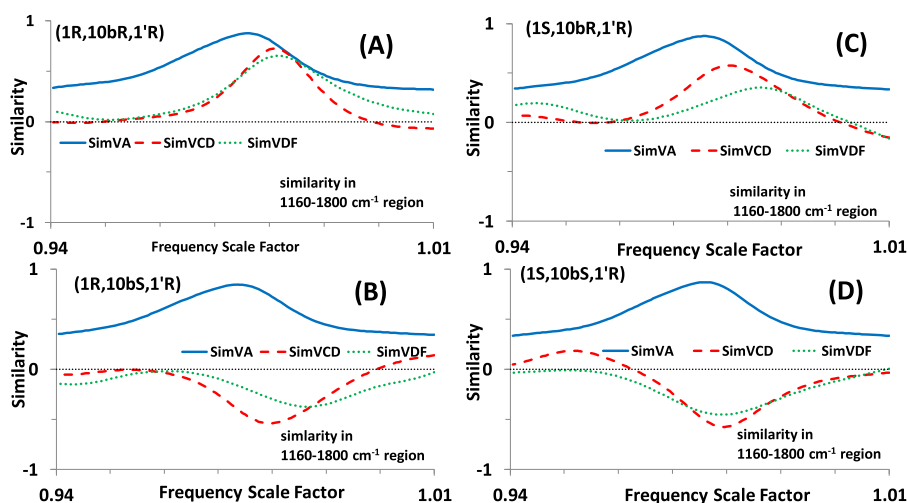 1
(1R,10bR,1'R)
(A)
Similarity
0
SimVA SimVCD SimVDF
similarity in
1160-1800 cm-1 region
-1
0.94
Frequency Scale Factor
1.01
1
(1S,10bR,1'R)
(C)
Similarity
0
SimVA SimVCD SimVDF
similarity in
1160-1800 cm-1 region
-1
0.94
Frequency Scale Factor
1.01
1
(1R,10bS,1'R)
(B)
SimVA SimVCD SimVDF
Similarity
0
simlarity in
1160-1800 cm-1 region
-1
0.94
Frequency Scale Factor
1.01
1
(1S,10bS,1'R)
(D)
SimVA SimVCD SimVDF
Similarity
0
similarity in
1160-1800 cm-1 region
-1
0.94
Frequency Scale Factor
1.01